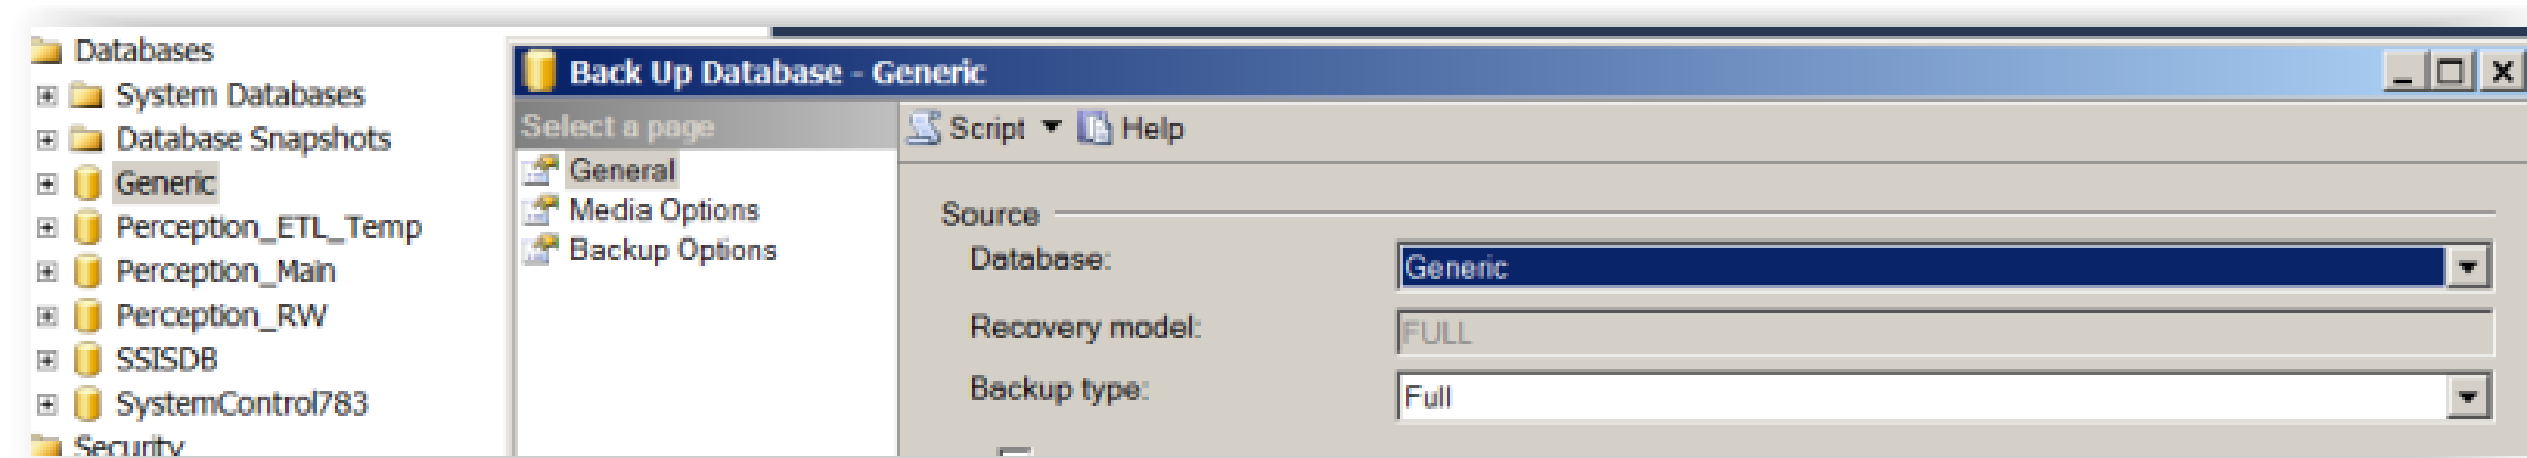 Databases
System Databases
Database Snapshots
Generic
Perception_ETL_Temp
Perception_Main
Perception_RW
SSISDB
SystemControl783
Security
Back Up Database - Generic
Select a page
General
Media Options
Backup Options
Script Help
Source
Database: Generic
Recovery model: FULL
Backup type: Full